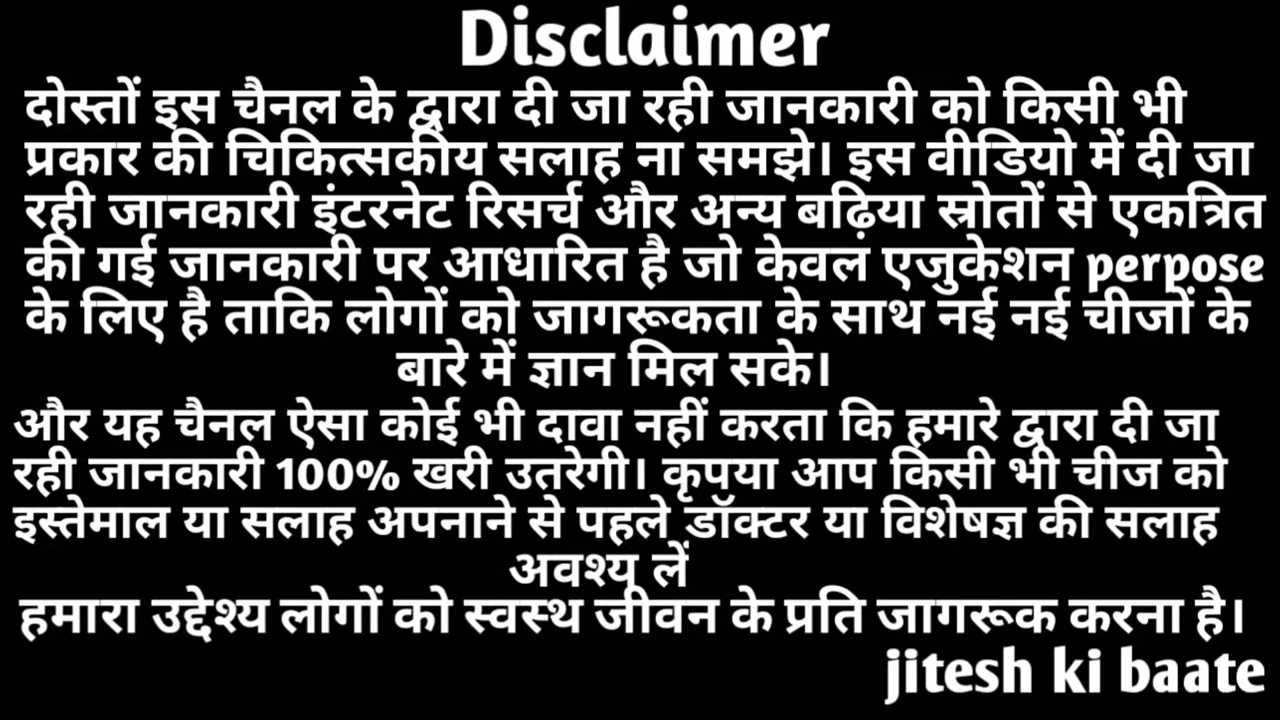 Disclaimer
दोस्तों इस चैनल के द्वारा दी जा रही जानकारी को किसी भी
प्रकार की चिकित्सकीय सलाह ना समझे। इस वीडियो में दी जा
रही जानकारी इंटरनेट रिसर्च और अन्य बढ़िया स्रोतों से एकत्रित
की गई जानकारी पर आधारित है जो केवल एजुकेशन perpose
के लिए है ताकि लोगों को जागरूकता के साथ नई नई चीजों के
बारे में ज्ञान मिल सके।
और यह चैनल ऐसा कोई भी दावा नहीं करता कि हमारे द्वारा दी जा
रही जानकारी 100% खरी उतरेगी। कृपया आप किसी भी चीज को
इस्तेमाल या सलाह अपनाने से पहले डॉक्टर या विशेषज्ञ की सलाह
अवश्य लें
हमारा उद्देश्य लोगों को स्वस्थ जीवन के प्रति जागरूक करना है।
jitesh ki baate